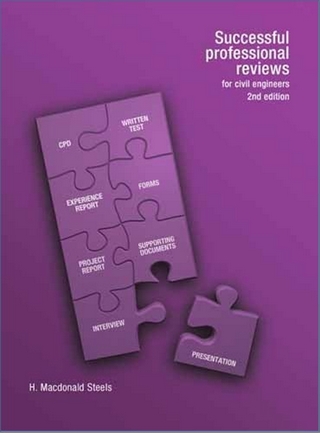 Successful
professional
reviews
for civil engineers
2nd edition
CPD
WRITTEN
TEST
EXPERIENCE
REPORT
FORMS
PROJECT
REPORT
SUPPORTING
DOCUMENTS
INTERVIEW
PRESENTATION
H. Macdonald Steels